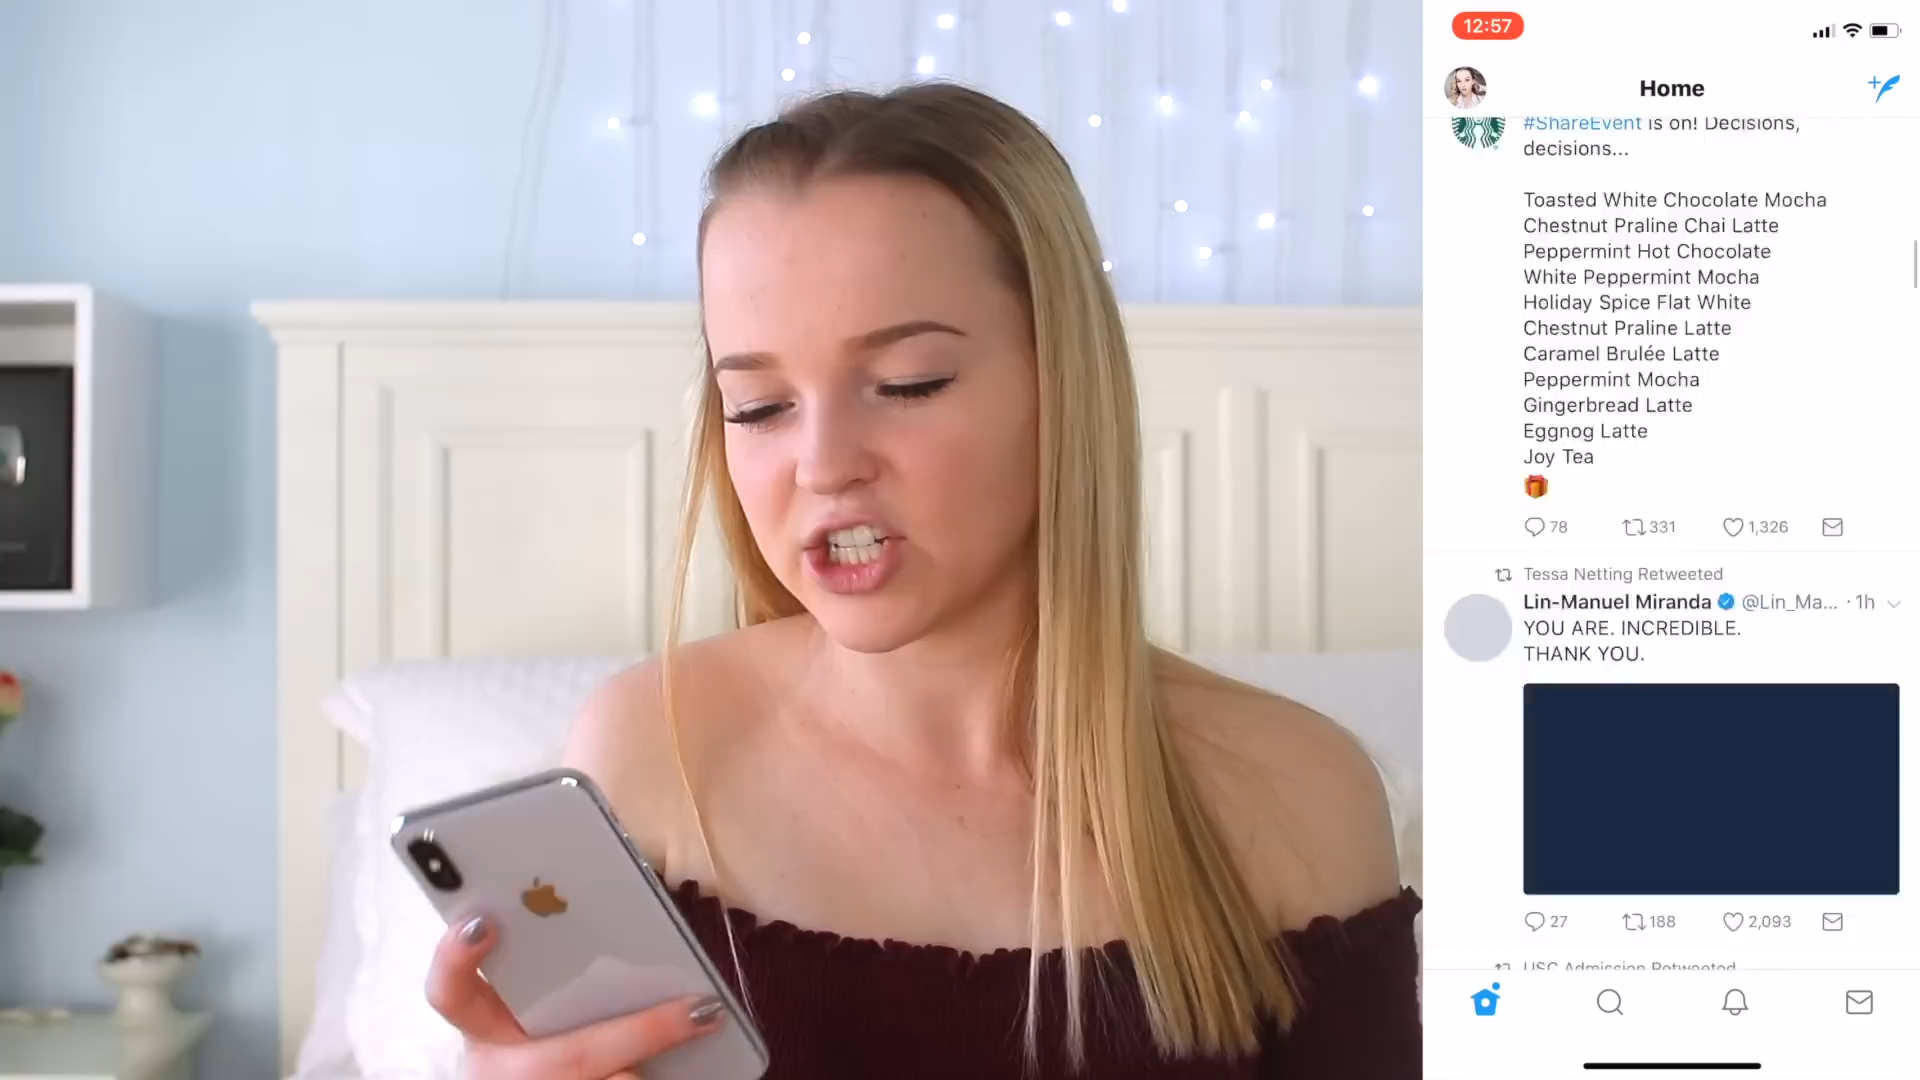 12:57
Home
#ShareEvent is on! Decisions,
decisions...
Toasted White Chocolate Mocha
Chestnut Praline Chai Latte
Peppermint Hot Chocolate
White Peppermint Mocha
Holiday Spice Flat White
Chestnut Praline Latte
Caramel Brulée Latte
Peppermint Mocha
Gingerbread Latte
Eggnog Latte
Joy Tea
78 331 1,326
Tessa Netting Retweeted
Lin-Manuel Miranda @Lin_Ma... · 1h
YOU ARE. INCREDIBLE.
THANK YOU.
27 188 2,093
USC Admission Retweeted